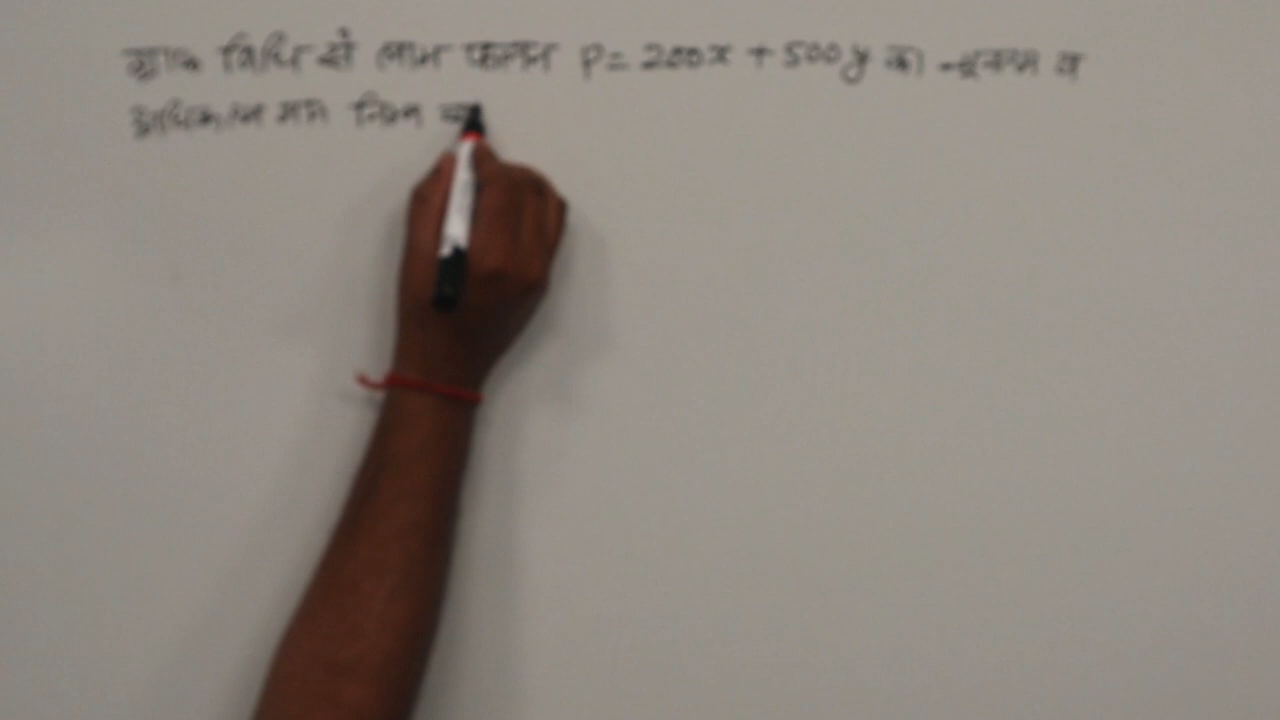 ग्राफ विधि से लाभ फलन P = 200x + 500y का न्यूनतम व
अधिकतम मान निम्न